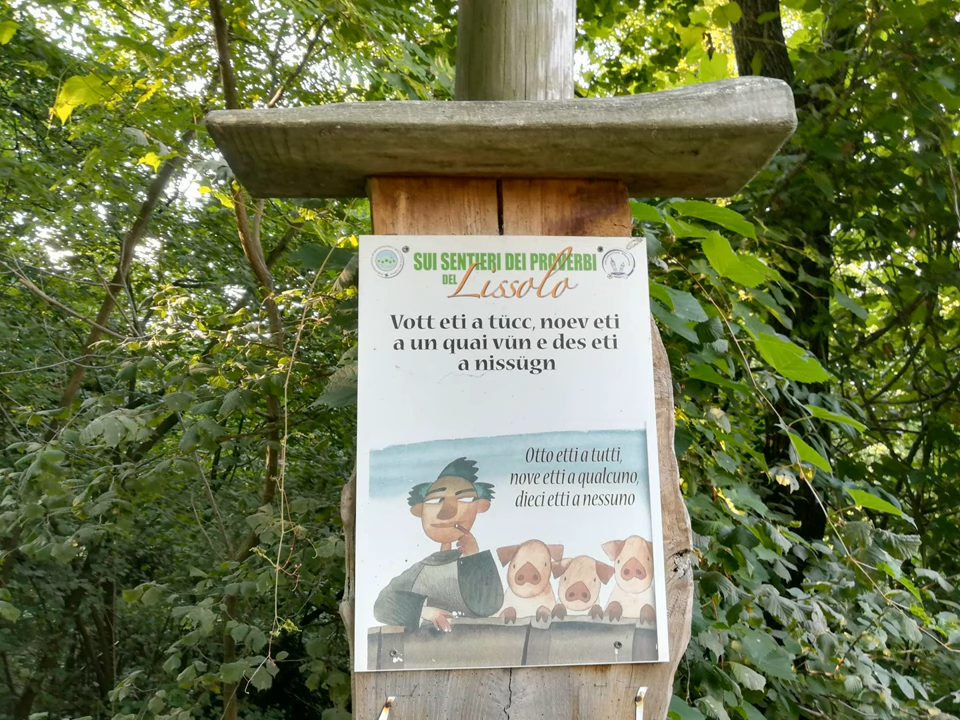 SUI SENTIERI DEI PROVERBI
DEL Lissolo
Vott eti a tücc, noev eti
a un quai vün e des eti
a nissügn
Otto etti a tutti,
nove etti a qualcuno,
dieci etti a nessuno